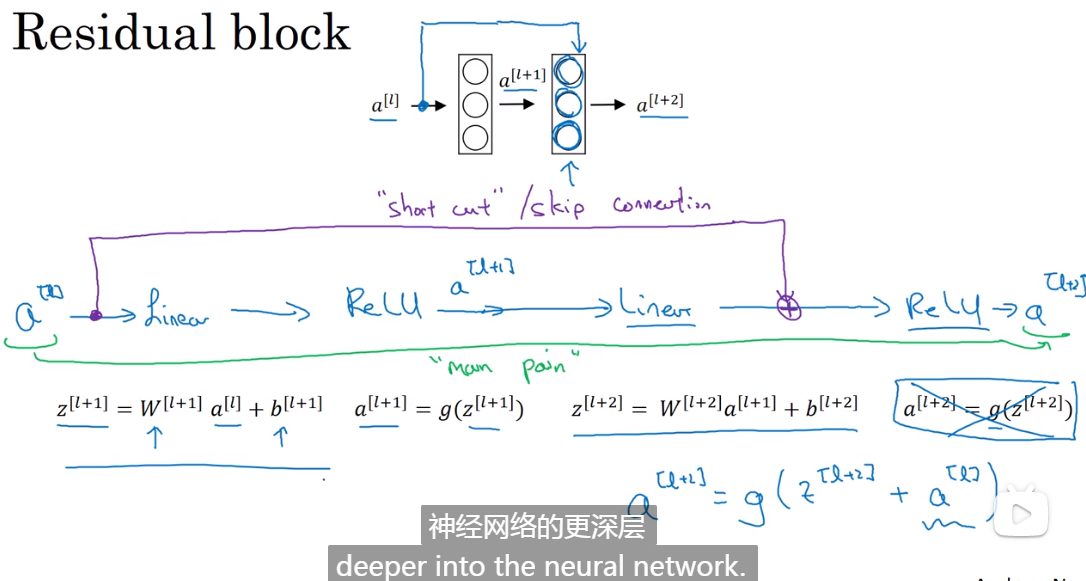 Residual block
a^[l] a^[l+1] a^[l+2]
"short cut" / skip connection
a^[l] → Linear → ReLU a^[l+1] → Linear → ⊕ → ReLU → a^[l+2]
"main path"
z^[l+1] = W^[l+1] a^[l] + b^[l+1] a^[l+1] = g(z^[l+1]) z^[l+2] = W^[l+2]a^[l+1] + b^[l+2] a^[l+2] = g(z^[l+2])
a^[l+2] = g(z^[l+2] + a^[l])
神经网络的更深层
deeper into the neural network.